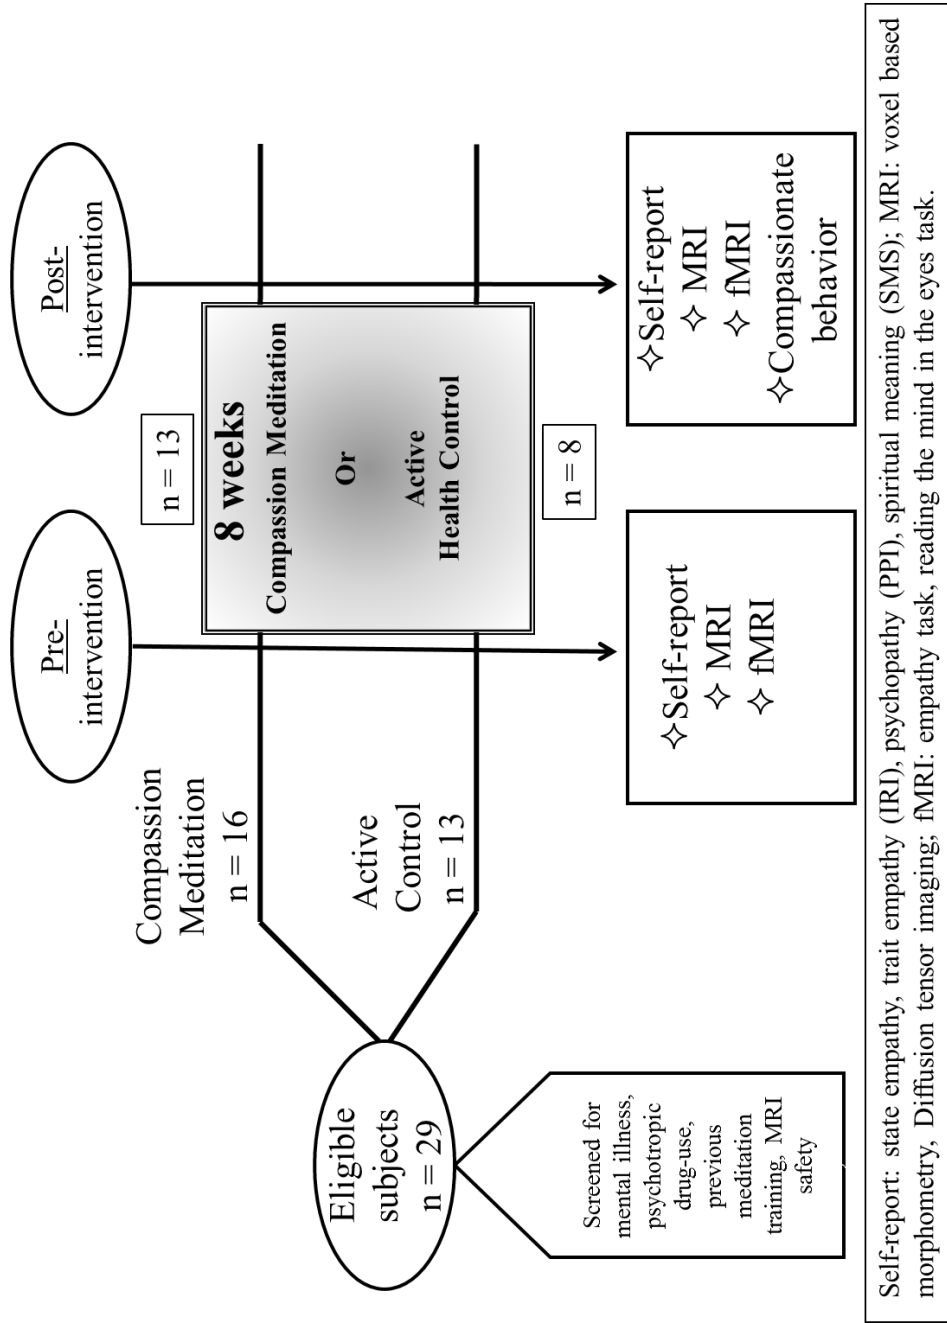 Eligible
subjects
n = 29
Screened for
mental illness,
psychotropic
drug-use,
previous
meditation
training, MRI
safety
Compassion
Meditation
n = 16
Active
Control
n = 13
Pre-
intervention
✧Self-report
✧ MRI
✧ fMRI
n = 13
8 weeks
Compassion Meditation
Or
Active
Health Control
n = 8
Post-
intervention
✧Self-report
✧ MRI
✧ fMRI
✧Compassionate
behavior
Self-report: state empathy, trait empathy (IRI), psychopathy (PPI), spiritual meaning (SMS); MRI: voxel based
morphometry, Diffusion tensor imaging; fMRI: empathy task, reading the mind in the eyes task.